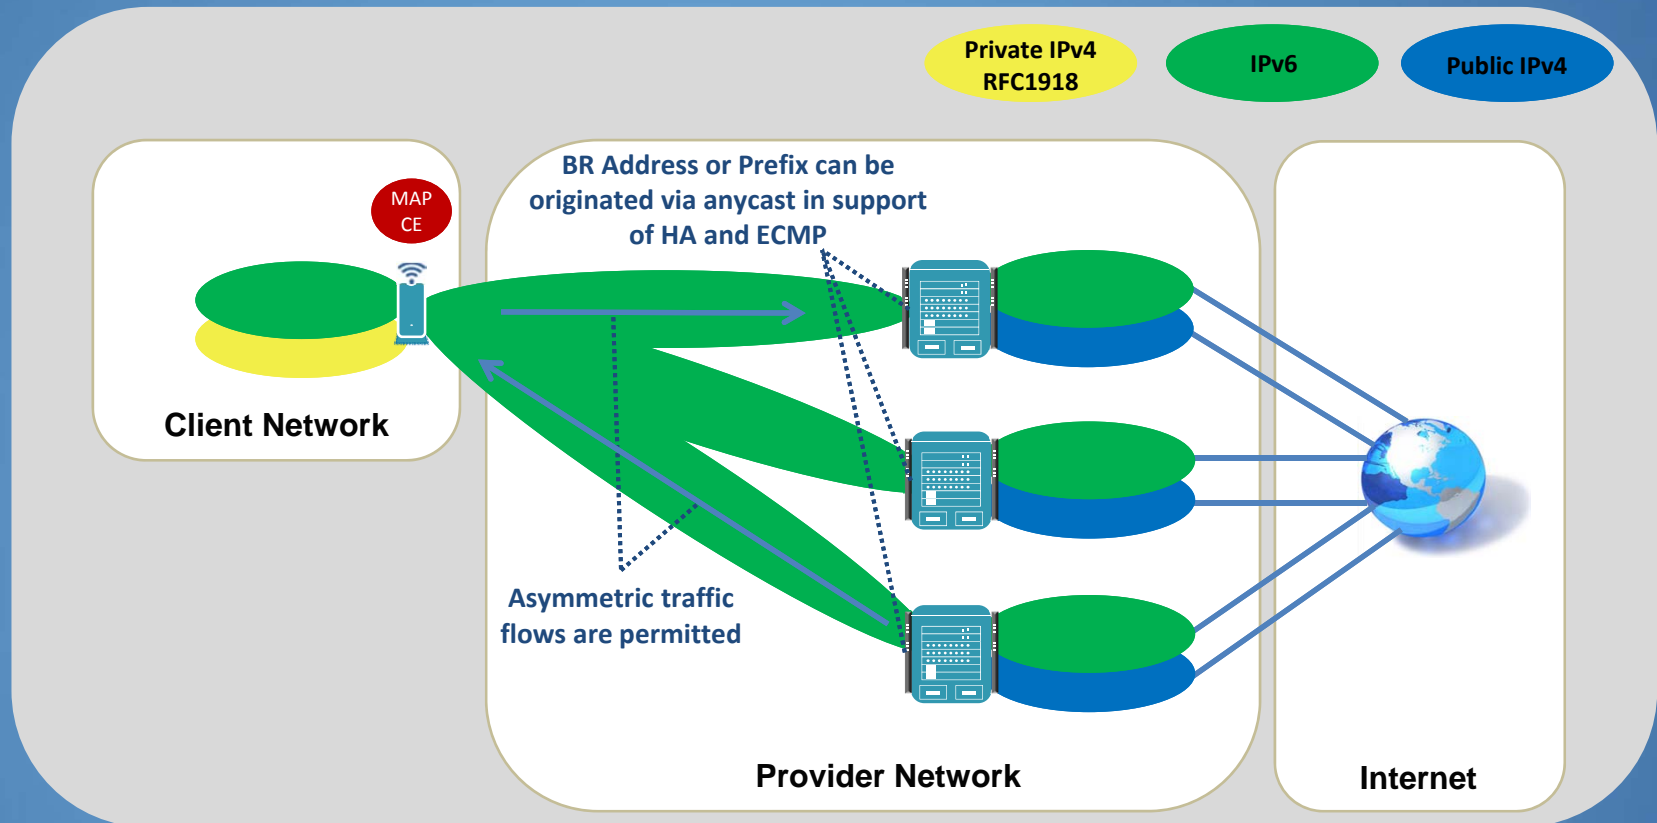 Private IPv4
RFC1918
IPv6
Public IPv4
MAP
CE
BR Address or Prefix can be
originated via anycast in support
of HA and ECMP
Client Network
Asymmetric traffic
flows are permitted
Provider Network
Internet